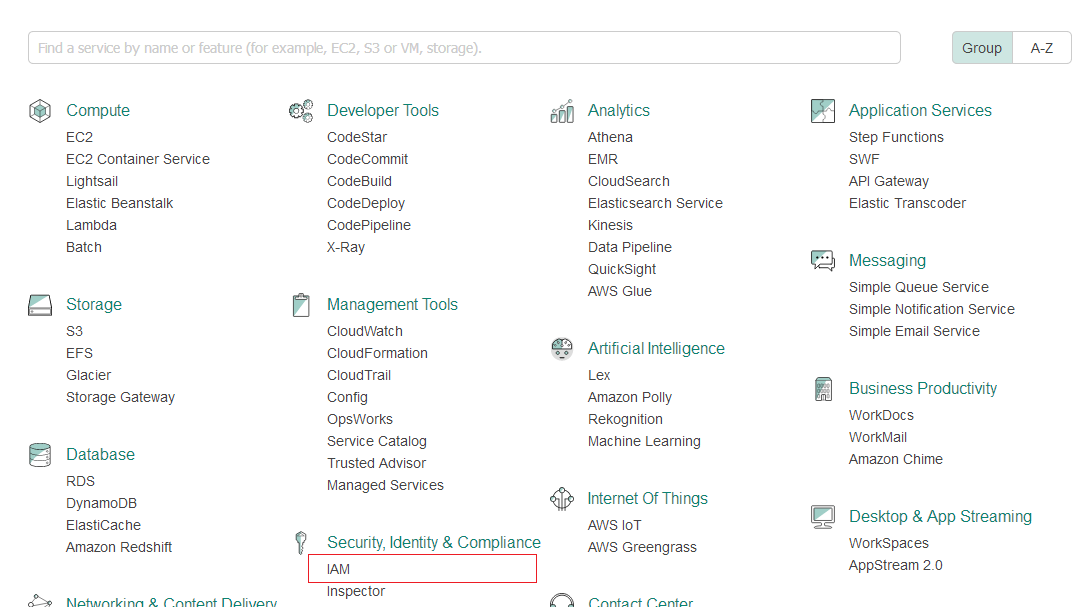 Find a service by name or feature (for example, EC2, S3 or VM, storage).
Group
A-Z
Compute
EC2
EC2 Container Service
Lightsail
Elastic Beanstalk
Lambda
Batch
Storage
S3
EFS
Glacier
Storage Gateway
Database
RDS
DynamoDB
ElastiCache
Amazon Redshift
Networking & Content Delivery
Developer Tools
CodeStar
CodeCommit
CodeBuild
CodeDeploy
CodePipeline
X-Ray
Management Tools
CloudWatch
CloudFormation
CloudTrail
Config
OpsWorks
Service Catalog
Trusted Advisor
Managed Services
Security, Identity & Compliance
IAM
Inspector
Analytics
Athena
EMR
CloudSearch
Elasticsearch Service
Kinesis
Data Pipeline
QuickSight
AWS Glue
Artificial Intelligence
Lex
Amazon Polly
Rekognition
Machine Learning
Internet Of Things
AWS IoT
AWS Greengrass
Contact Center
Application Services
Step Functions
SWF
API Gateway
Elastic Transcoder
Messaging
Simple Queue Service
Simple Notification Service
Simple Email Service
Business Productivity
WorkDocs
WorkMail
Amazon Chime
Desktop & App Streaming
WorkSpaces
AppStream 2.0